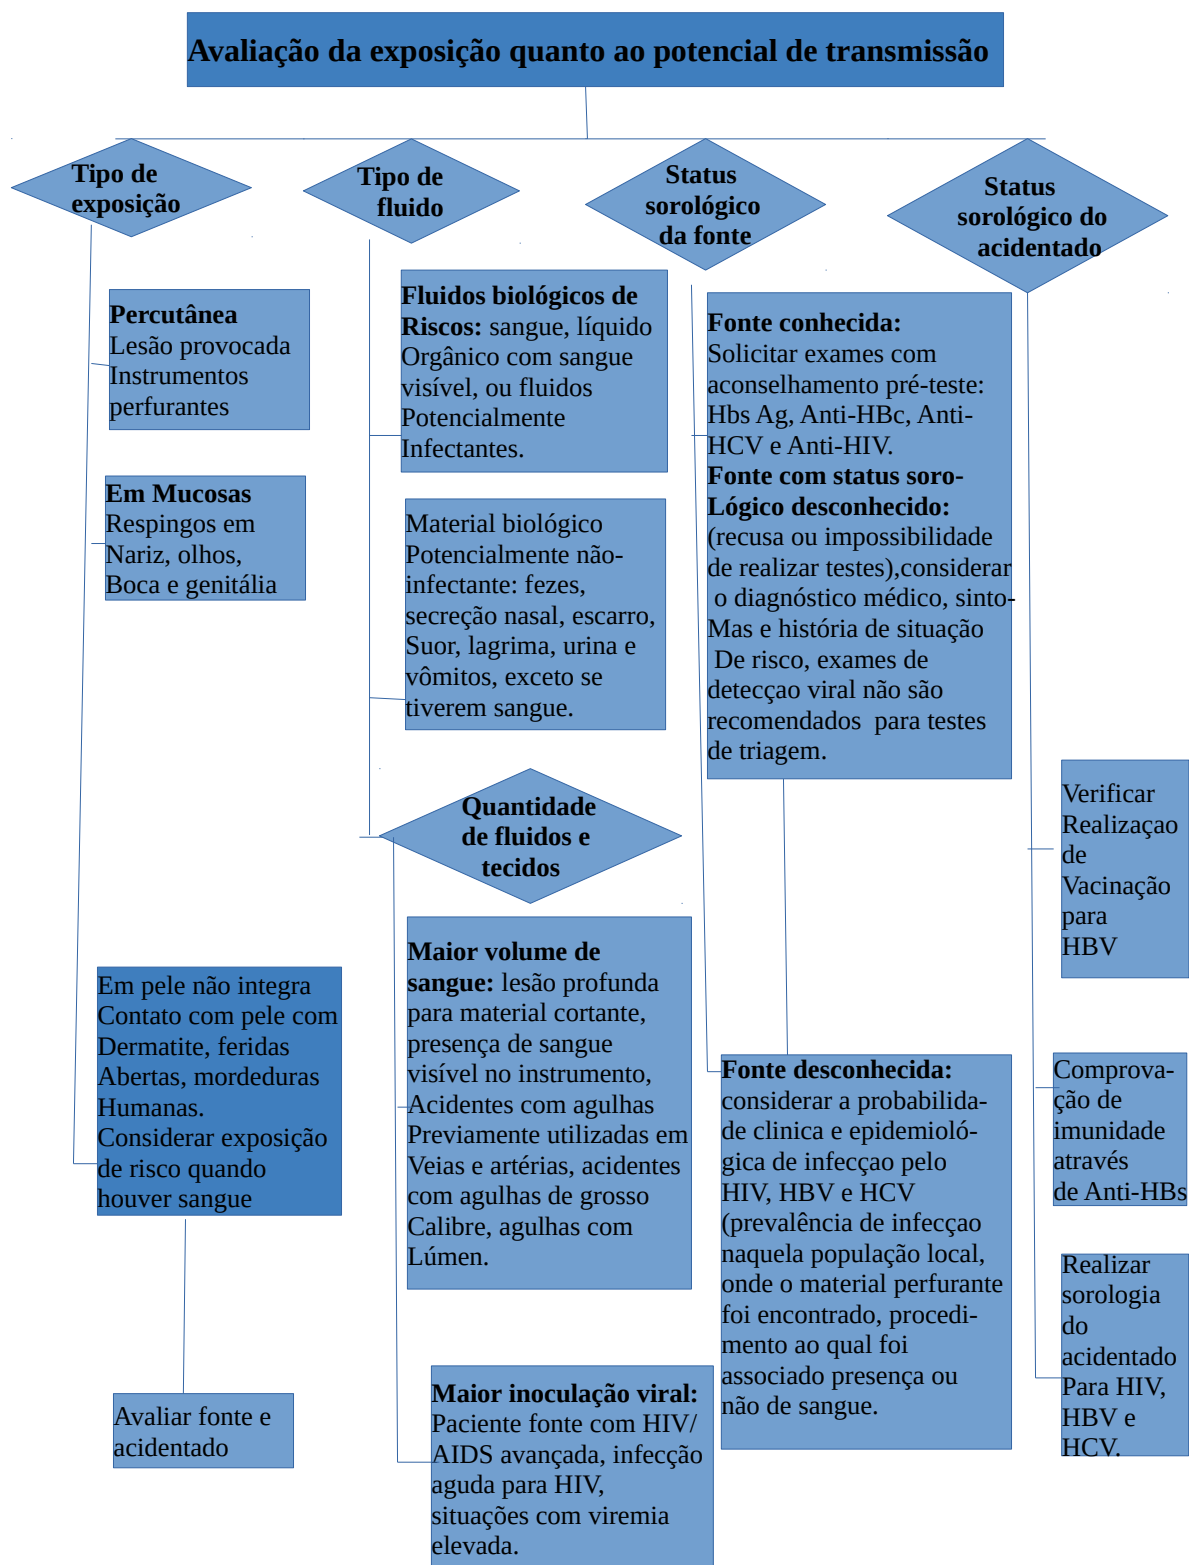 Avaliação da exposição quanto ao potencial de transmissão
Tipo de
exposição
Percutânea
Lesão provocada
Instrumentos
perfurantes
Em Mucosas
Respingos em
Nariz, olhos,
Boca e genitália
Em pele não integra
Contato com pele com
Dermatite, feridas
Abertas, mordeduras
Humanas.
Considerar exposição
de risco quando
houver sangue
Avaliar fonte e
acidentado
Tipo de
fluido
Fluidos biológicos de
Riscos: sangue, líquido
Orgânico com sangue
visível, ou fluidos
Potencialmente
Infectantes.
Material biológico
Potencialmente não-
infectante: fezes,
secreção nasal, escarro,
Suor, lagrima, urina e
vômitos, exceto se
tiverem sangue.
Quantidade
de fluidos e
tecidos
Maior volume de
sangue: lesão profunda
para material cortante,
presença de sangue
visível no instrumento,
Acidentes com agulhas
Previamente utilizadas em
Veias e artérias, acidentes
com agulhas de grosso
Calibre, agulhas com
Lúmen.
Maior inoculação viral:
Paciente fonte com HIV/
AIDS avançada, infecção
aguda para HIV,
situações com viremia
elevada.
Status
sorológico
da fonte
Fonte conhecida:
Solicitar exames com
aconselhamento pré-teste:
Hbs Ag, Anti-HBc, Anti-
HCV e Anti-HIV.
Fonte com status soro-
Lógico desconhecido:
(recusa ou impossibilidade
de realizar testes),considerar
o diagnóstico médico, sinto-
Mas e história de situação
De risco, exames de
detecçao viral não são
recomendados para testes
de triagem.
Fonte desconhecida:
considerar a probabilida-
de clinica e epidemioló-
gica de infecçao pelo
HIV, HBV e HCV
(prevalência de infecçao
naquela população local,
onde o material perfurante
foi encontrado, procedi-
mento ao qual foi
associado presença ou
não de sangue.
Status
sorológico do
acidentado
Verificar
Realizaçao
de
Vacinação
para
HBV
Comprova-
ção de
imunidade
através
de Anti-HBs
Realizar
sorologia
do
acidentado
Para HIV,
HBV e
HCV.